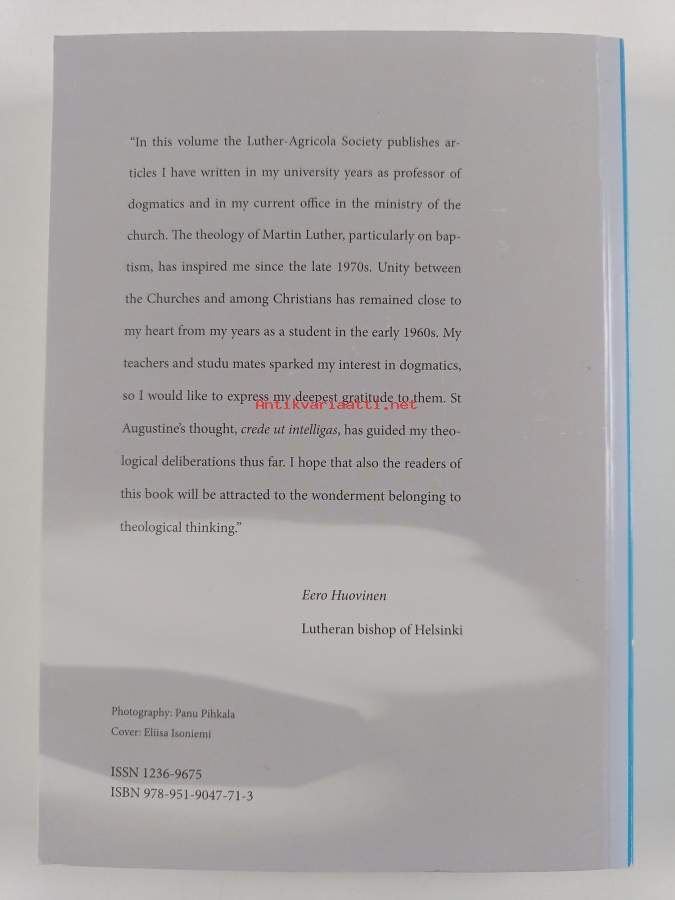 “In this volume the Luther-Agricola Society publishes ar-
ticles I have written in my university years as professor of
dogmatics and in my current office in the ministry of the
church. The theology of Martin Luther, particularly on bap-
tism, has inspired me since the late 1970s. Unity between
the Churches and among Christians has remained close to
my heart from my years as a student in the early 1960s. My
teachers and studu mates sparked my interest in dogmatics,
so I would like to express my deepest gratitude to them. St
Antikvariaatti.net
Augustine’s thought, crede ut intelligas, has guided my theo-
logical deliberations thus far. I hope that also the readers of
this book will be attracted to the wonderment belonging to
theological thinking.”
Eero Huovinen
Lutheran bishop of Helsinki
Photography: Panu Pihkala
Cover: Eliisa Isoniemi
ISSN 1236-9675
ISBN 978-951-9047-71-3